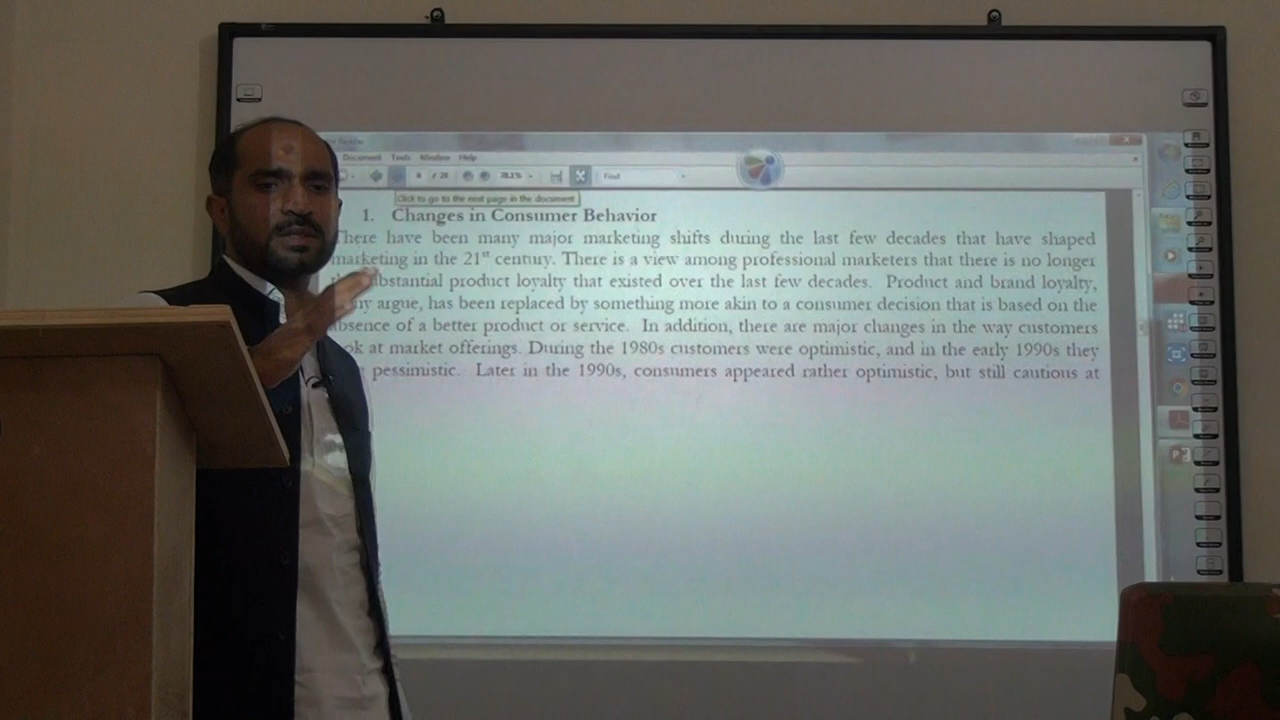 Document Tools Window Help
8 / 28 78.1% Find
Click to go to the next page in the document
1. Changes in Consumer Behavior
There have been many major marketing shifts during the last few decades that have shaped
marketing in the 21st century. There is a view among professional marketers that there is no longer
substantial product loyalty that existed over the last few decades. Product and brand loyalty,
argue, has been replaced by something more akin to a consumer decision that is based on the
absence of a better product or service. In addition, there are major changes in the way customers
look at market offerings. During the 1980s customers were optimistic, and in the early 1990s they
pessimistic. Later in the 1990s, consumers appeared rather optimistic, but still cautious at